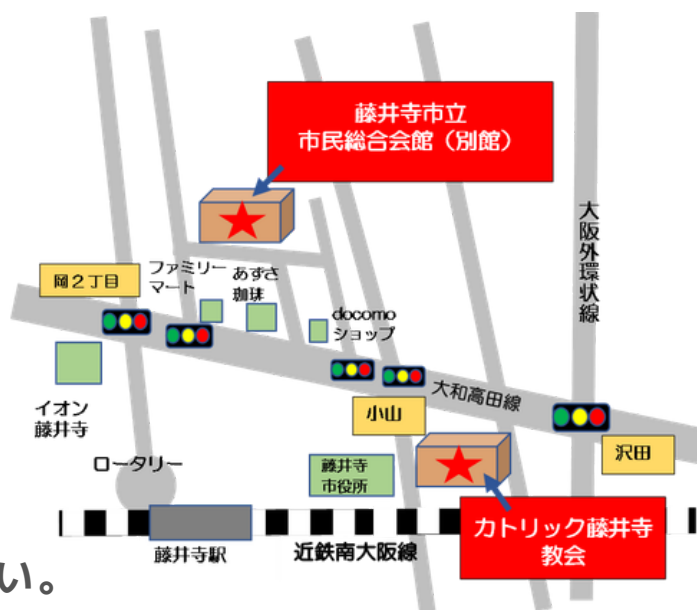 藤井寺市立
市民総合会館（別館）
大阪外環状線
岡２丁目
ファミリー
マート
あずさ
珈琲
docomo
ショップ
イオン
藤井寺
大和高田線
小山
沢田
ロータリー
藤井寺
市役所
カトリック藤井寺
教会
藤井寺駅
近鉄南大阪線
い。